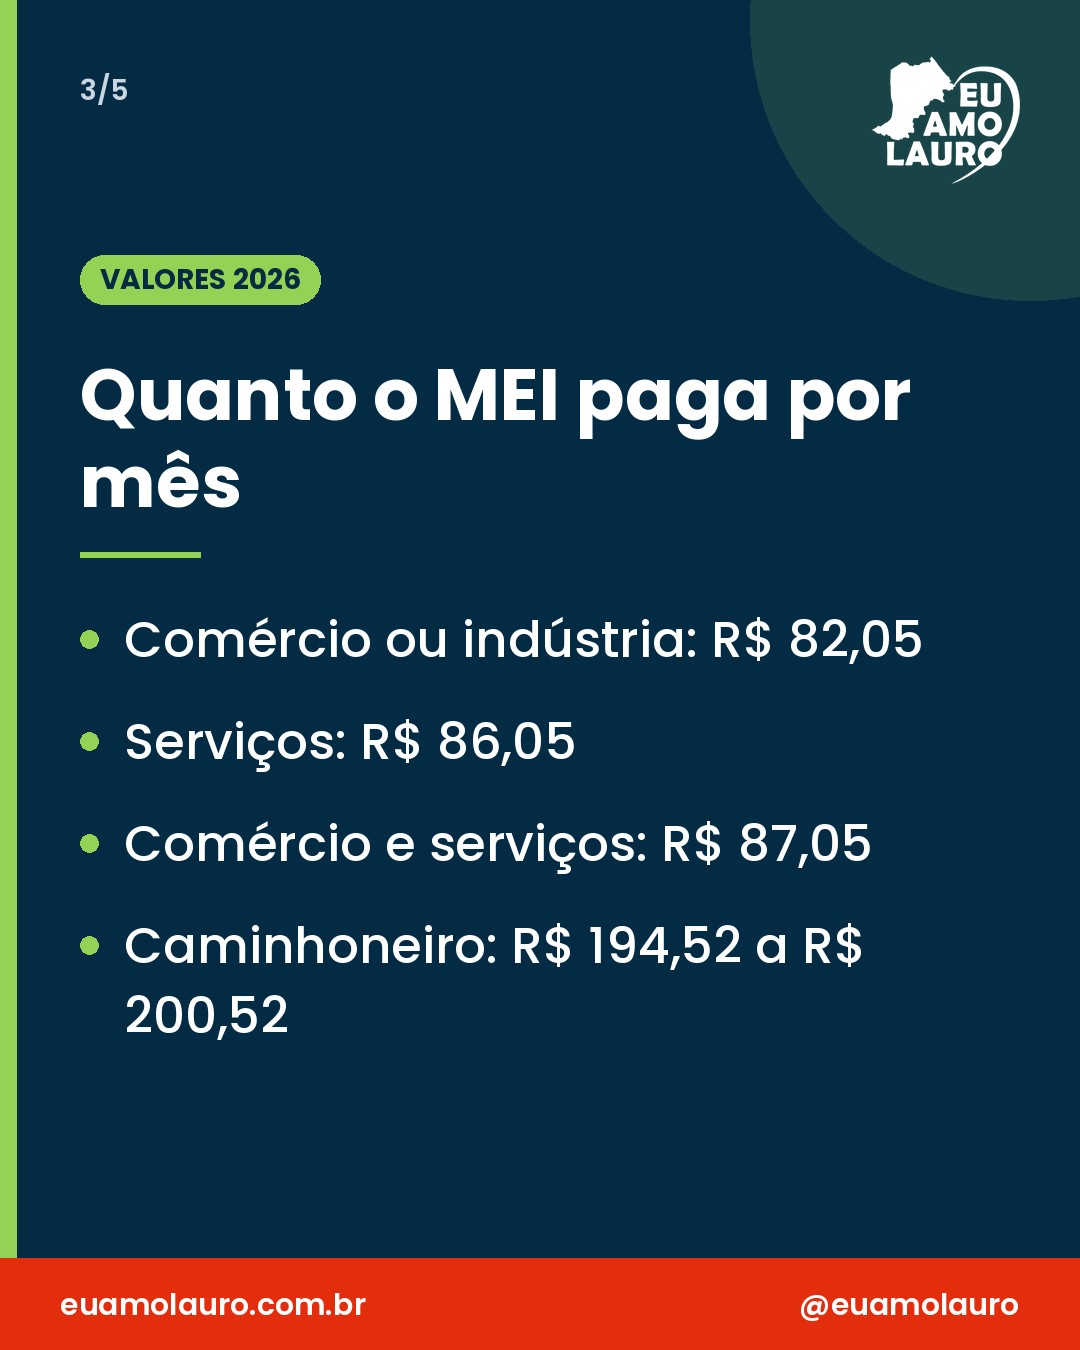 3/5
EU
AMO
LAURO
VALORES 2026
Quanto o MEI paga por
mês
Comércio ou indústria: R$ 82,05
Serviços: R$ 86,05
Comércio e serviços: R$ 87,05
Caminhoneiro: R$ 194,52 a R$
200,52
euamolauro.com.br
@euamolauro